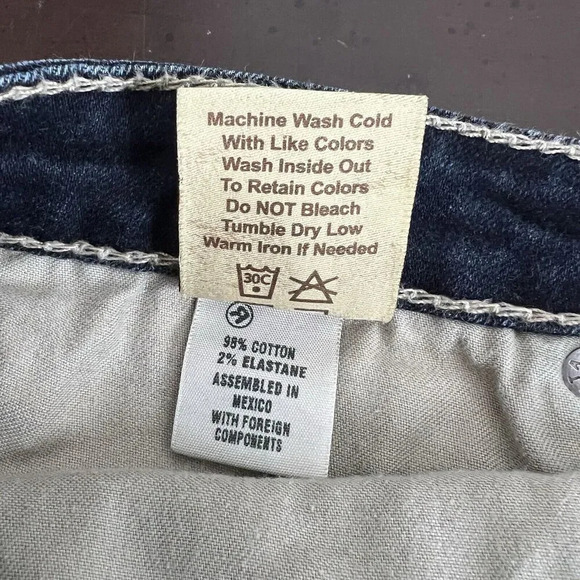 Machine Wash Cold
With Like Colors
Wash Inside Out
To Retain Colors
Do NOT Bleach
Tumble Dry Low
Warm Iron If Needed
30C
98% COTTON
2% ELASTANE
ASSEMBLED IN
MEXICO
WITH FOREIGN
COMPONENTS